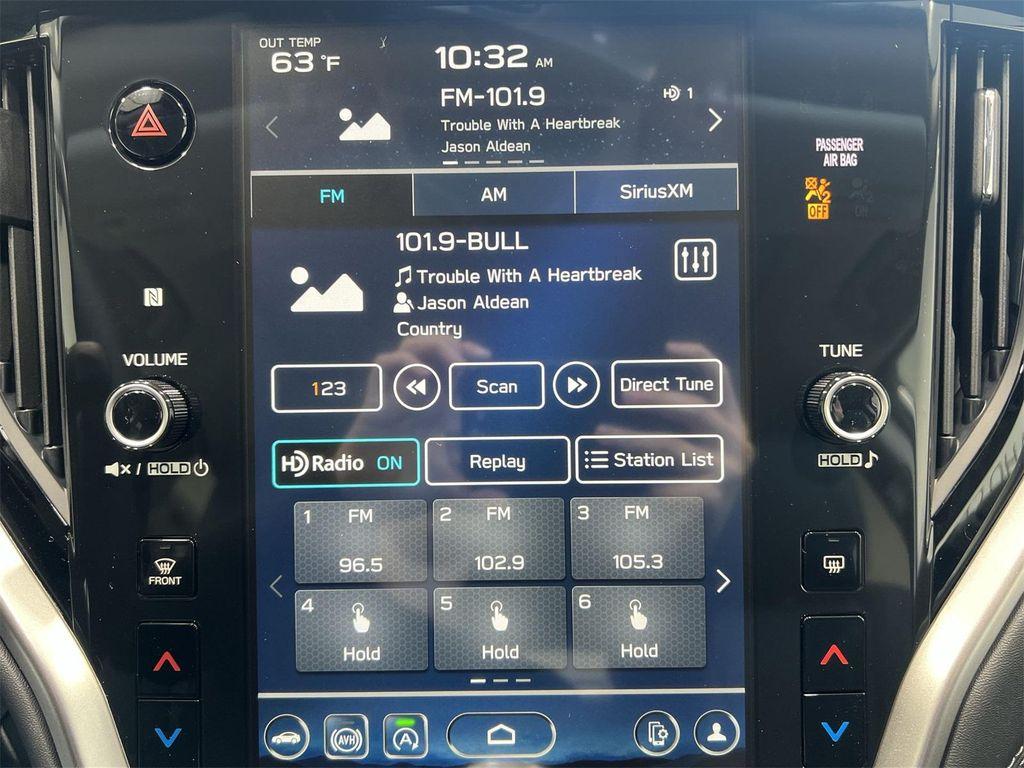 OUT TEMP
63 °F
10:32 AM
FM-101.9
HD 1
Trouble With A Heartbreak
Jason Aldean
PASSENGER
AIR BAG
2
OFF
2
Off
FM
AM
SiriusXM
101.9-BULL
Trouble With A Heartbreak
Jason Aldean
Country
N
VOLUME
TUNE
123
Scan
Direct Tune
/ HOLD
HOLD
HD Radio ON
Replay
Station List
1 FM
96.5
2 FM
102.9
3 FM
105.3
FRONT
4
Hold
5
Hold
6
Hold
AVH
A